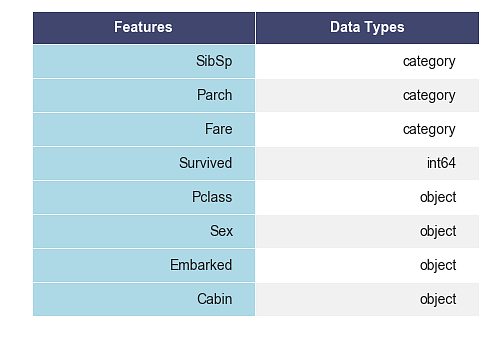 Features Data Types
SibSp category
Parch category
Fare category
Survived int64
Pclass object
Sex object
Embarked object
Cabin object